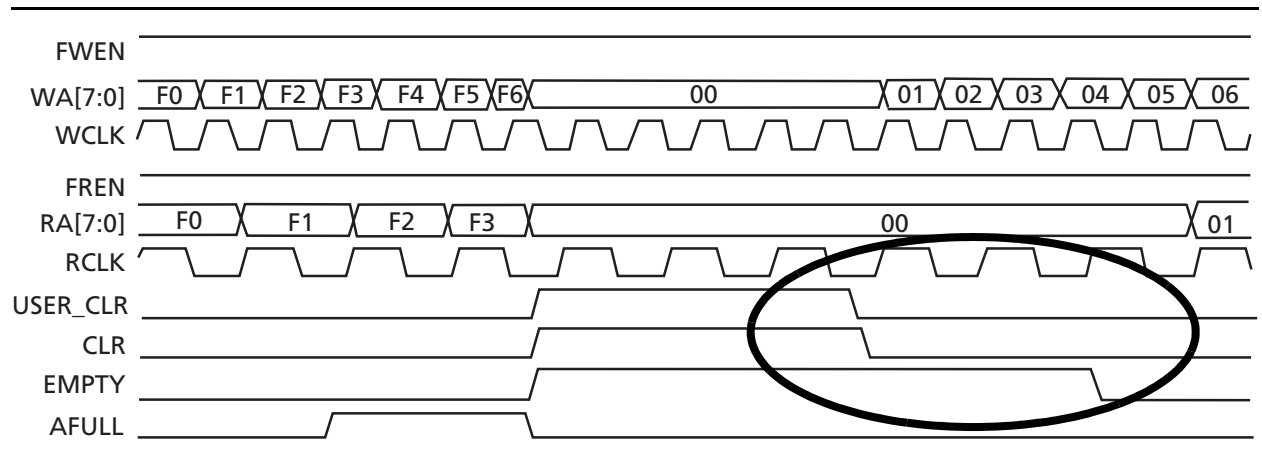 FWEN
WA[7:0] F0 F1 F2 F3 F4 F5 F6 00 01 02 03 04 05 06
WCLK
FREN
RA[7:0] F0 F1 F2 F3 00 01
RCLK
USER_CLR
CLR
EMPTY
AFULL